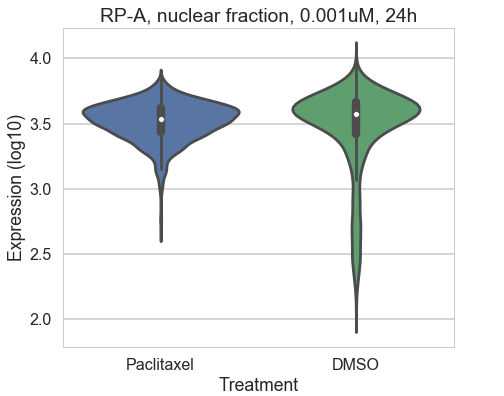 RP-A, nuclear fraction, 0.001uM, 24h
Expression (log10)
4.0
3.5
3.0
2.5
2.0
Paclitaxel DMSO
Treatment